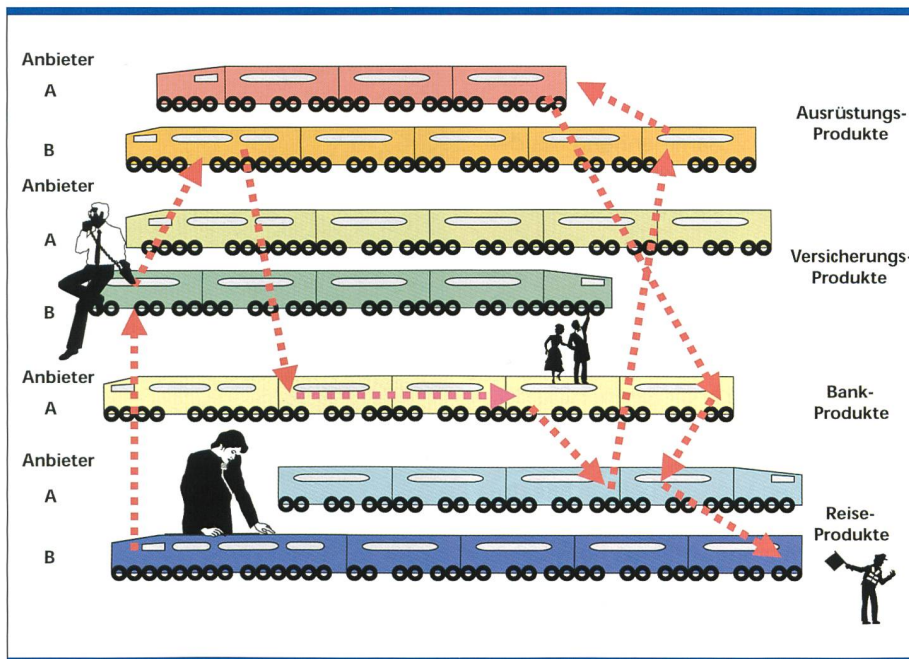 Anbieter
A
Ausrüstungs-
Produkte
B
Anbieter
A
Versicherungs-
Produkte
B
Anbieter
A
Bank-
Produkte
Anbieter
A
Reise-
Produkte
B